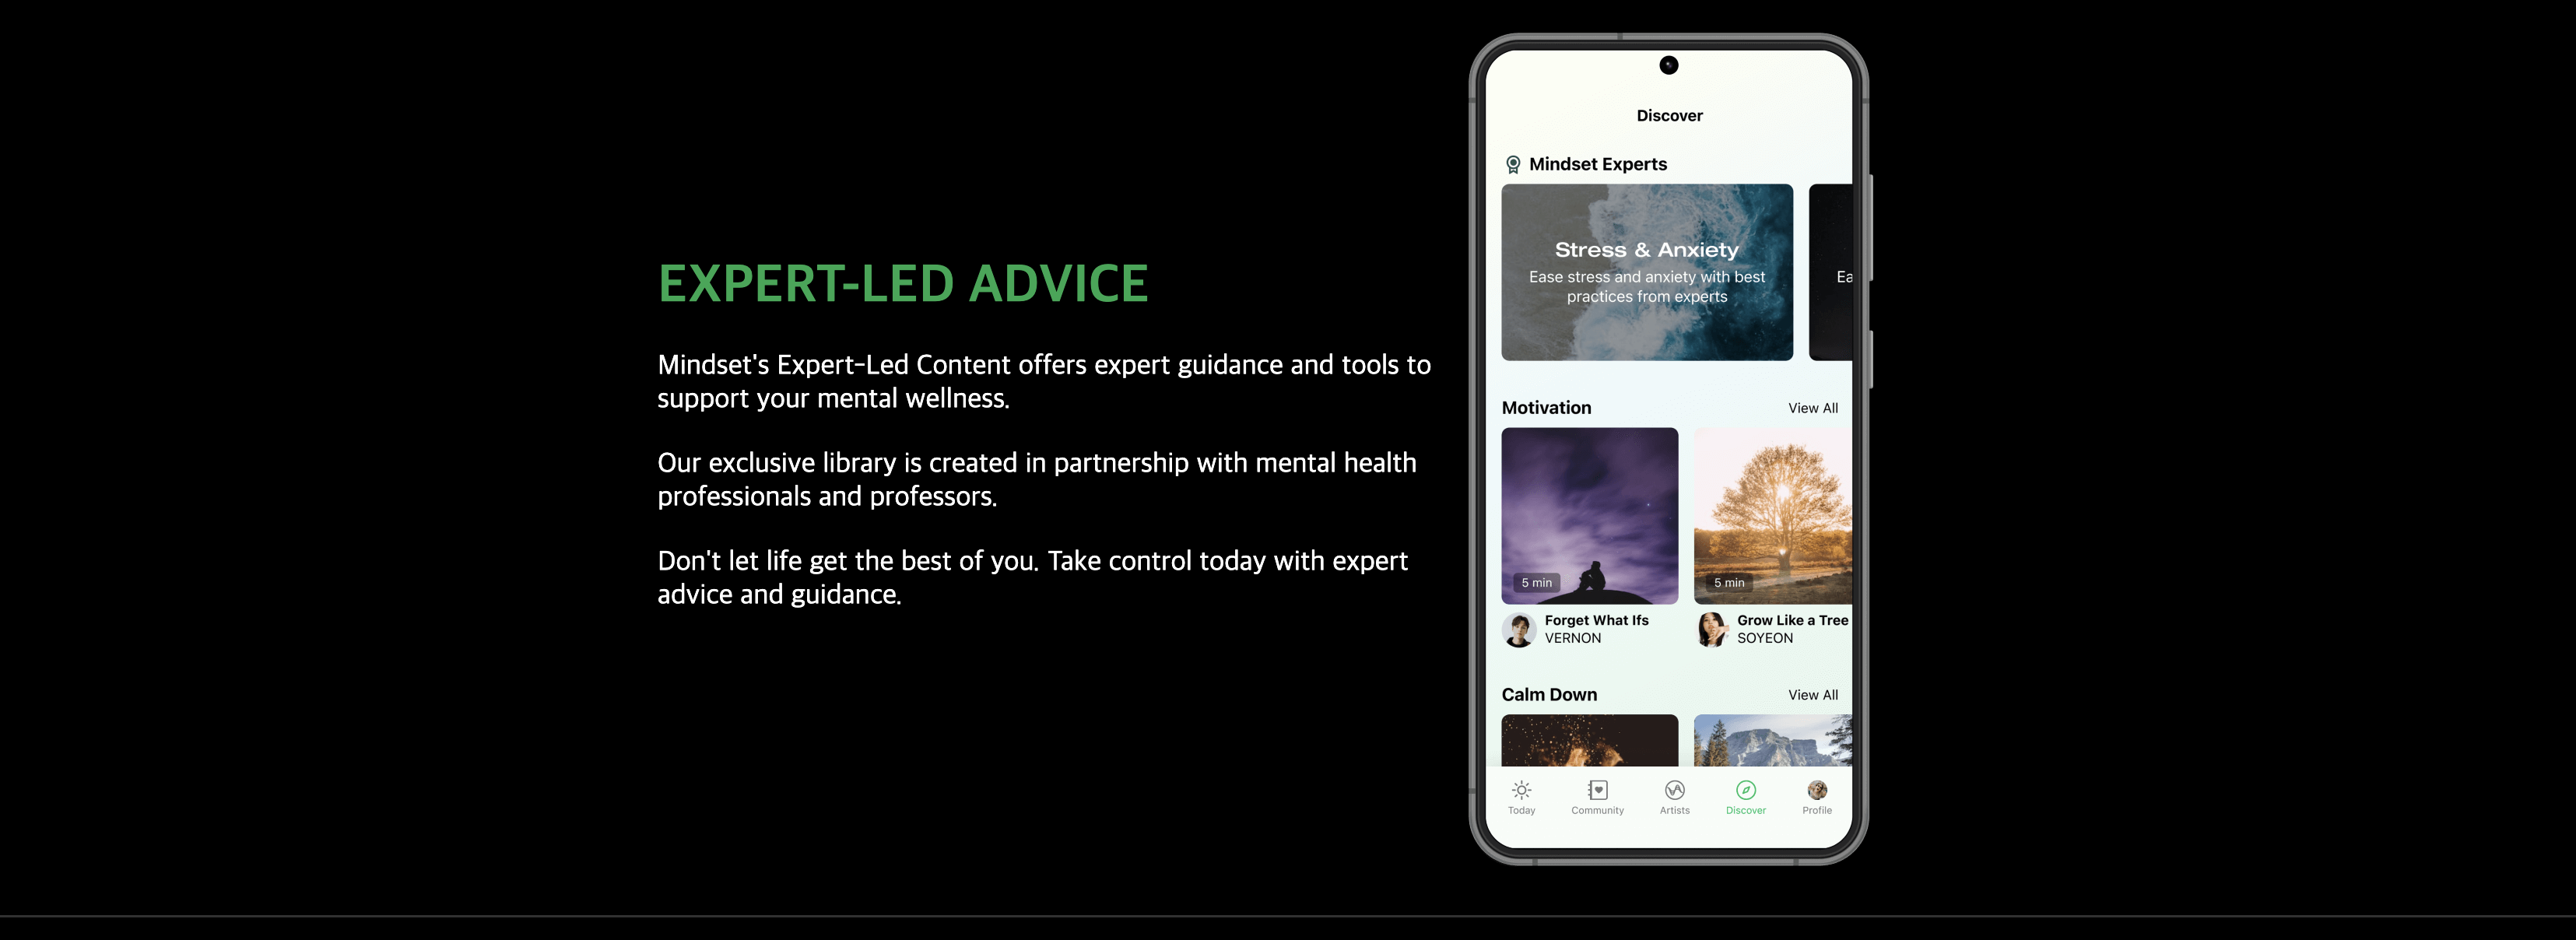 EXPERT-LED ADVICE
Mindset's Expert-Led Content offers expert guidance and tools to
support your mental wellness.
Our exclusive library is created in partnership with mental health
professionals and professors.
Don't let life get the best of you. Take control today with expert
advice and guidance.
Discover
Mindset Experts
Stress & Anxiety
Ease stress and anxiety with best
practices from experts
Ea
Motivation
View All
5 min
5 min
Forget What Ifs
VERNON
Grow Like a Tree
SOYEON
Calm Down
View All
Today
Community
Artists
Discover
Profile